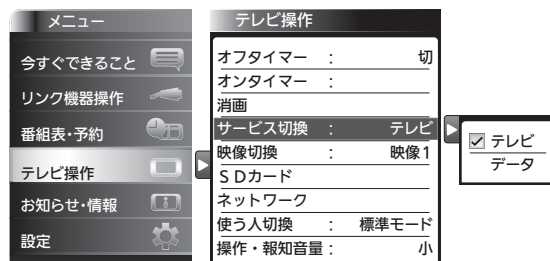 メニュー
今すぐできること
リンク機器操作
番組表･予約
テレビ操作
お知らせ･情報
設定
テレビ操作
オフタイマー : 切
オンタイマー :
消画
サービス切換 : テレビ
映像切換 : 映像1
SDカード
ネットワーク
使う人切換 : 標準モード
操作・報知音量 : 小
テレビ
データ